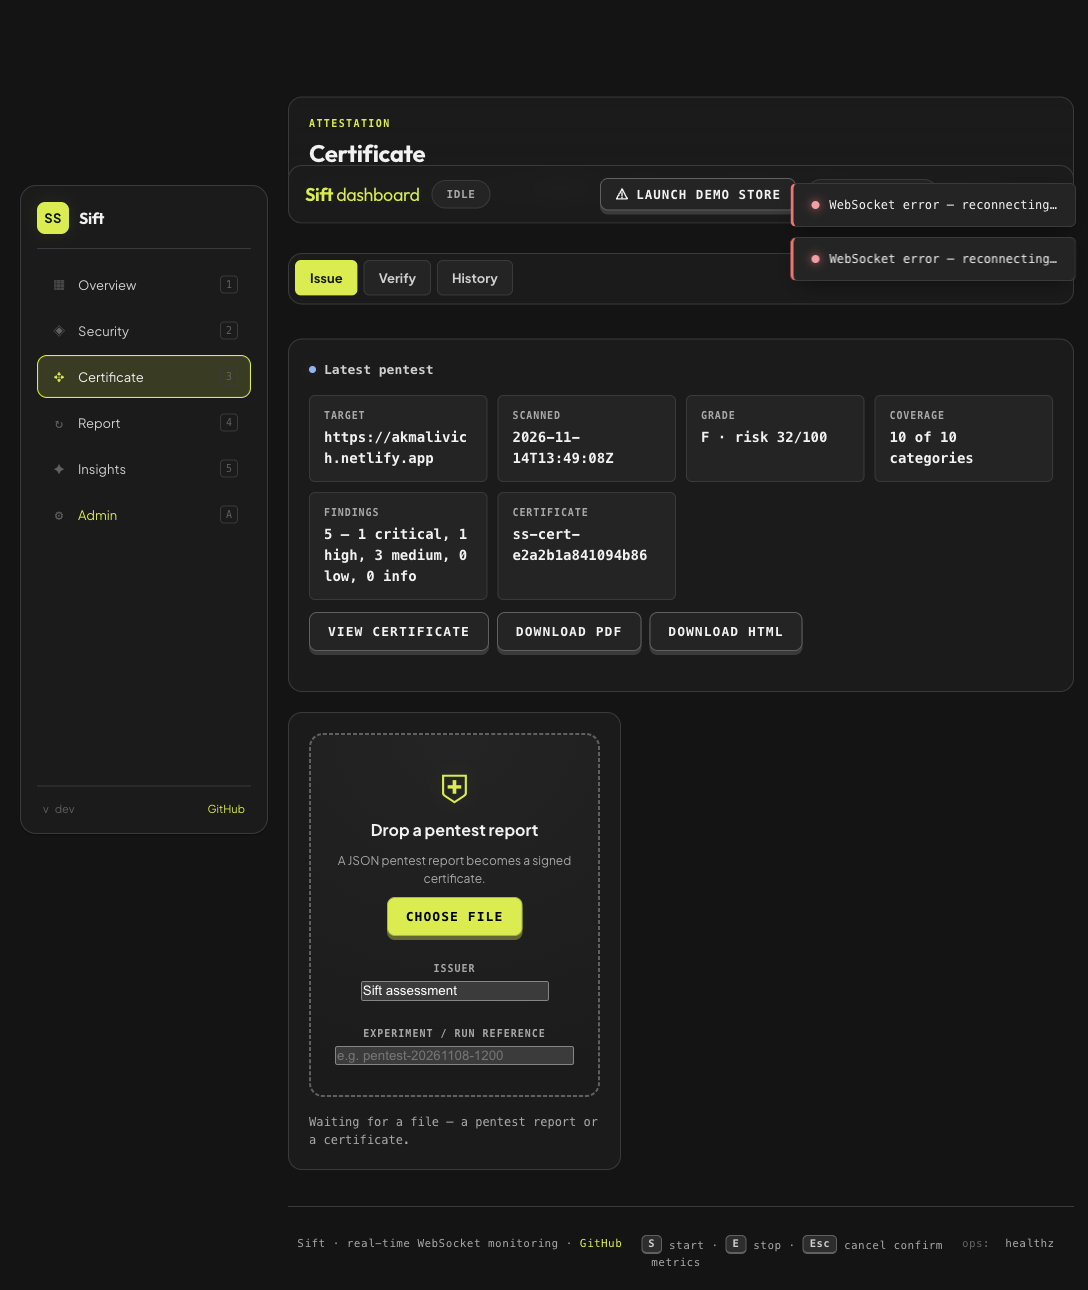 ATTESTATION
Certificate
SS Sift
Sift dashboard IDLE ⚠ LAUNCH DEMO STORE
WebSocket error — reconnecting…
WebSocket error — reconnecting…
Issue Verify History
Overview 1
Security 2
Certificate 3
Report 4
Insights 5
Admin A
v dev GitHub
Latest pentest
TARGET
https://akmalivic
h.netlify.app
SCANNED
2026-11-
14T13:49:08Z
GRADE
F · risk 32/100
COVERAGE
10 of 10
categories
FINDINGS
5 — 1 critical, 1
high, 3 medium, 0
low, 0 info
CERTIFICATE
ss-cert-
e2a2b1a841094b86
VIEW CERTIFICATE DOWNLOAD PDF DOWNLOAD HTML
Drop a pentest report
A JSON pentest report becomes a signed
certificate.
CHOOSE FILE
ISSUER
Sift assessment
EXPERIMENT / RUN REFERENCE
e.g. pentest-20261108-1200
Waiting for a file — a pentest report or
a certificate.
Sift · real-time WebSocket monitoring · GitHub S start · E stop · Esc cancel confirm ops: healthz
metrics